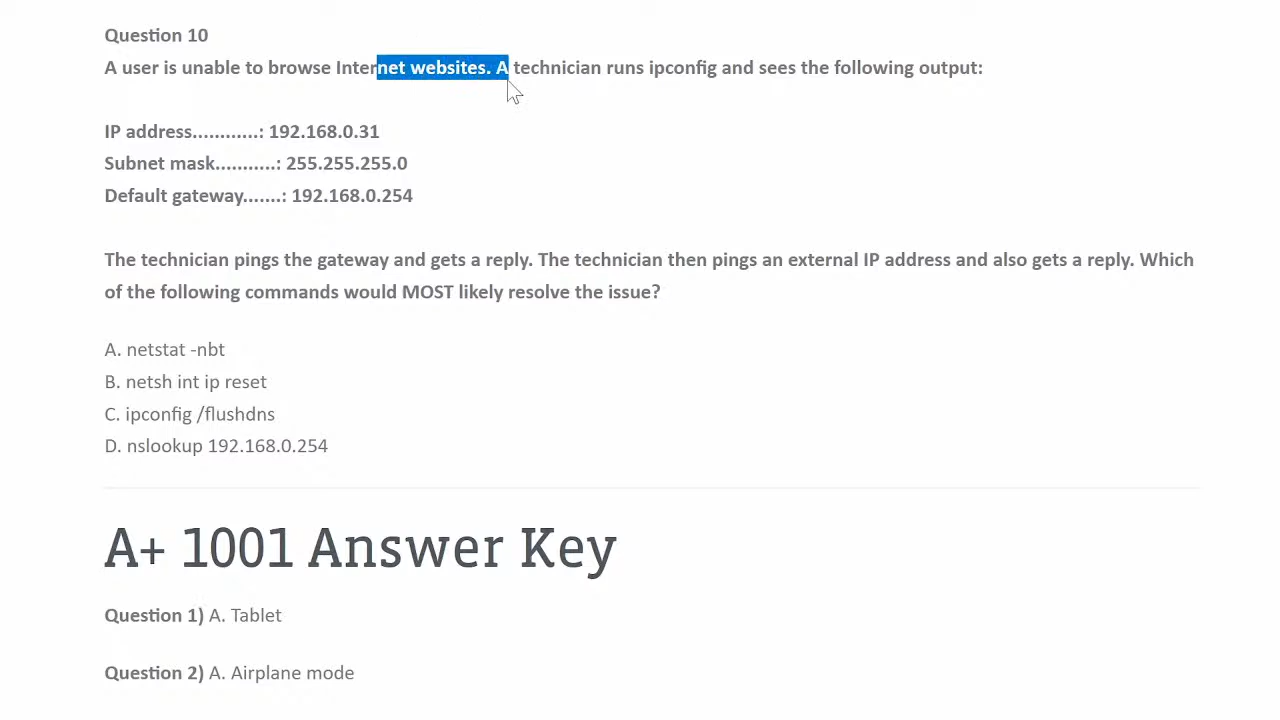 Question 10
A user is unable to browse Internet websites. A technician runs ipconfig and sees the following output:
IP address............: 192.168.0.31
Subnet mask...........: 255.255.255.0
Default gateway.......: 192.168.0.254
The technician pings the gateway and gets a reply. The technician then pings an external IP address and also gets a reply. Which
of the following commands would MOST likely resolve the issue?
A. netstat -nbt
B. netsh int ip reset
C. ipconfig /flushdns
D. nslookup 192.168.0.254
A+ 1001 Answer Key
Question 1) A. Tablet
Question 2) A. Airplane mode